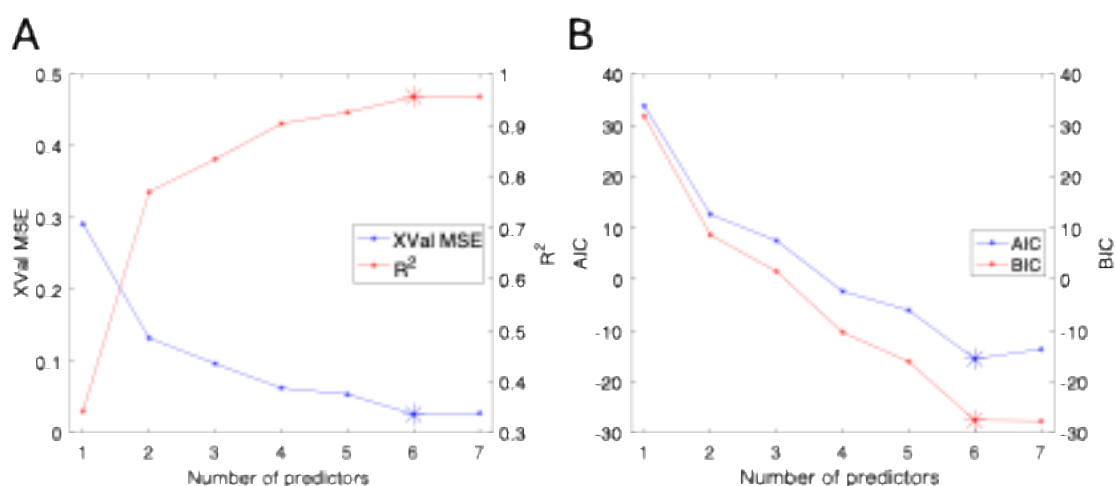 A
0.5
0.4
0.3
0.2
0.1
0
XVal MSE
1
0.9
0.8
0.7
0.6
0.5
0.4
0.3
R²
XVal MSE
R²
1 2 3 4 5 6 7
Number of predictors
B
40
30
20
10
0
-10
-20
-30
AIC
40
30
20
10
0
-10
-20
-30
BIC
AIC
BIC
1 2 3 4 5 6 7
Number of predictors